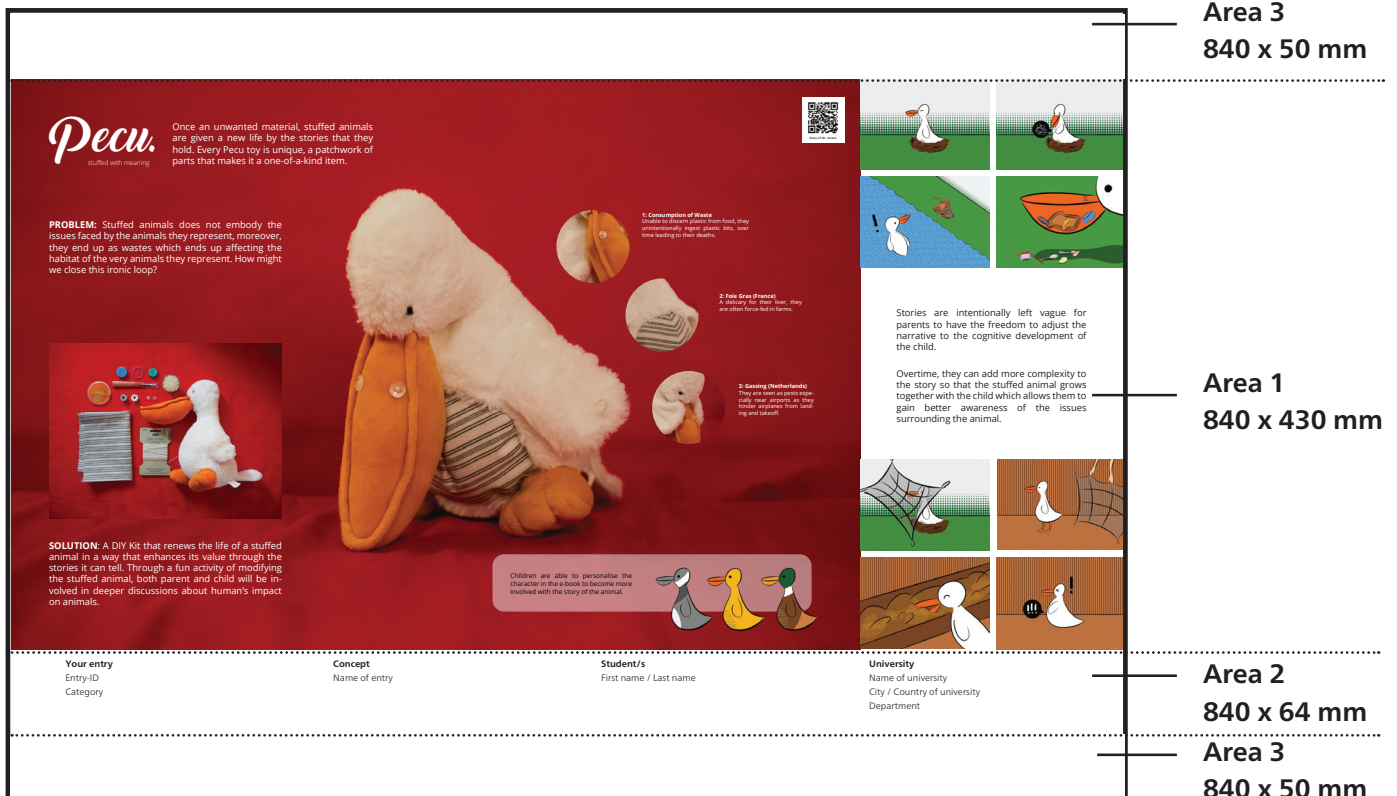 Area 3
840 x 50 mm
Pecu.
stuffed with meaning
Once an unwanted material, stuffed animals
are given a new life by the stories that they
hold. Every Pecu toy is unique, a patchwork of
parts that makes it a one-of-a-kind item.
PROBLEM: Stuffed animals does not embody the
issues faced by the animals they represent, moreover,
they end up as wastes which ends up affecting the
habitat of the very animals they represent. How might
we close this ironic loop?
1: Consumption of Waste
Unable to discern plastic from food, they
unintentionally ingest plastic bits, over
time leading to their deaths.
2: Foie Gras (France)
A delicary for their liver, they
are often force-fed in farms.
3: Gassing (Netherlands)
They are seen as pests espe-
cially near airports as they
hinder airplanes from land-
ing and takeoff.
SOLUTION: A DIY Kit that renews the life of a stuffed
animal in a way that enhances its value through the
stories it can tell. Through a fun activity of modifying
the stuffed animal, both parent and child will be in-
volved in deeper discussions about human's impact
on animals.
Children are able to personalise the
character in the e-book to become more
involved with the story of the animal.
!
Stories are intentionally left vague for
parents to have the freedom to adjust the
narrative to the cognitive development of
the child.
Overtime, they can add more complexity to
the story so that the stuffed animal grows
together with the child which allows them to
gain better awareness of the issues
surrounding the animal.
!
!!!
Area 1
840 x 430 mm
Your entry
Entry-ID
Category
Concept
Name of entry
Student/s
First name / Last name
University
Name of university
City / Country of university
Department
Area 2
840 x 64 mm
Area 3
840 x 50 mm